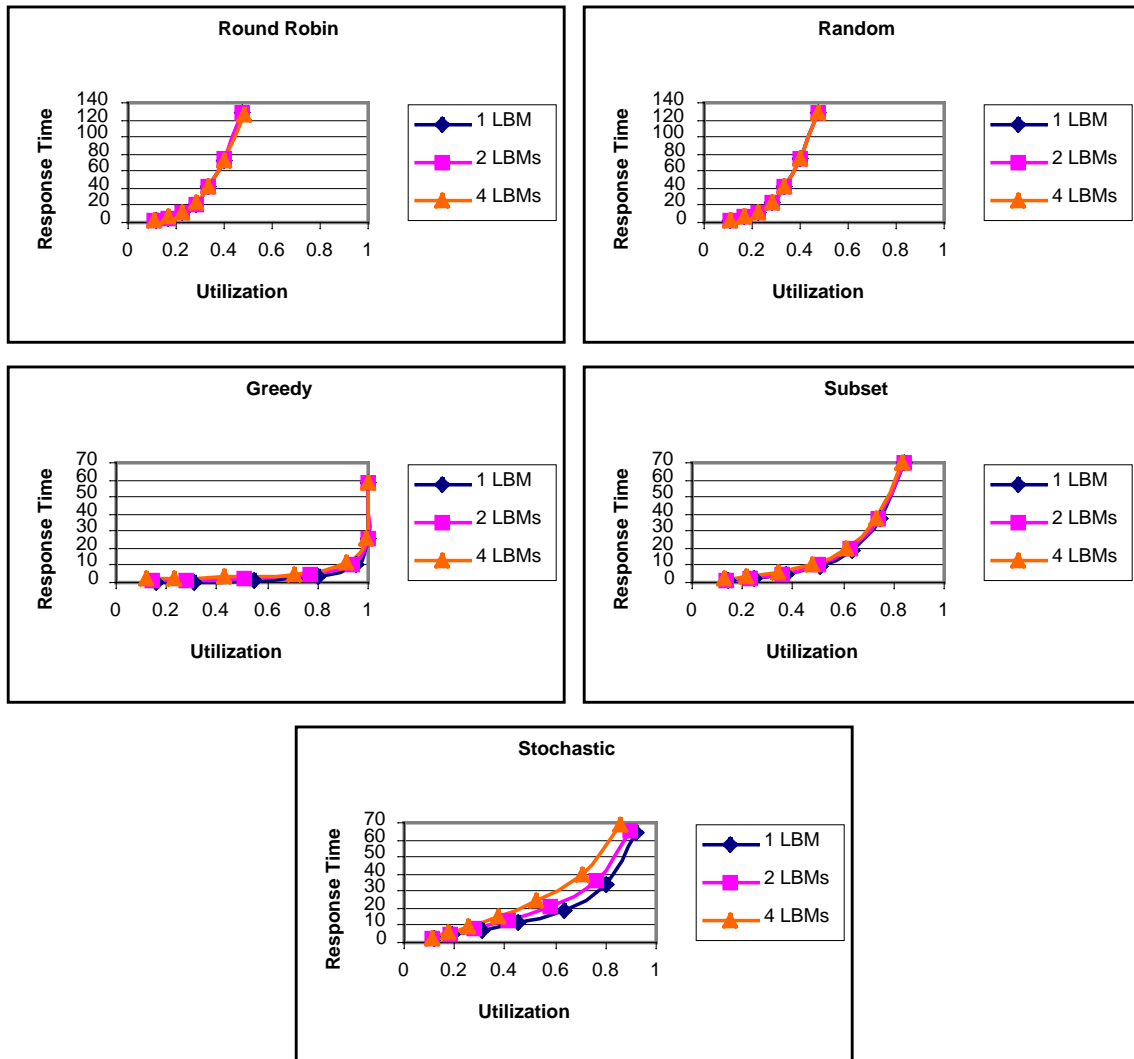 Round Robin
Response Time
140
120
100
80
60
40
20
0
0 0.2 0.4 0.6 0.8 1
Utilization
1 LBM
2 LBMs
4 LBMs
Random
Response Time
140
120
100
80
60
40
20
0
0 0.2 0.4 0.6 0.8 1
Utilization
1 LBM
2 LBMs
4 LBMs
Greedy
Response Time
70
60
50
40
30
20
10
0
0 0.2 0.4 0.6 0.8 1
Utilization
1 LBM
2 LBMs
4 LBMs
Subset
Response Time
70
60
50
40
30
20
10
0
0 0.2 0.4 0.6 0.8 1
Utilization
1 LBM
2 LBMs
4 LBMs
Stochastic
Response Time
70
60
50
40
30
20
10
0
0 0.2 0.4 0.6 0.8 1
Utilization
1 LBM
2 LBMs
4 LBMs